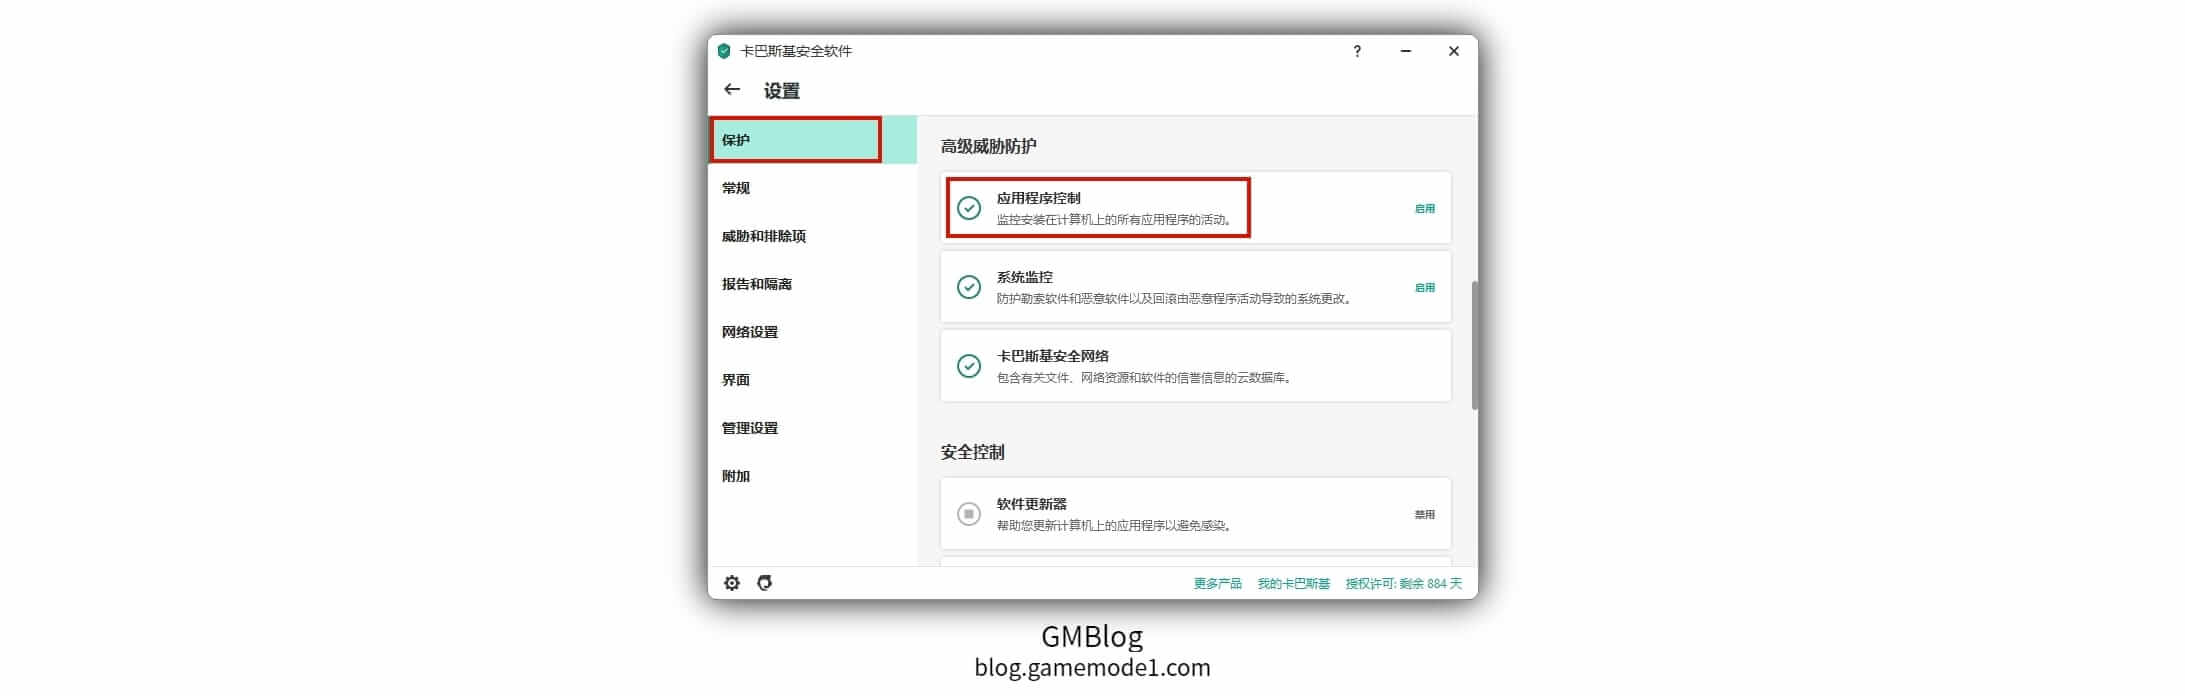 卡巴斯基安全软件
?
设置
保护
常规
威胁和排除项
报告和隔离
网络设置
界面
管理设置
附加
高级威胁防护
应用程序控制
监控安装在计算机上的所有应用程序的活动。
启用
系统监控
防护勒索软件和恶意软件以及回滚由恶意程序活动导致的系统更改。
启用
卡巴斯基安全网络
包含有关文件、网络资源和软件的信誉信息的云数据库。
安全控制
软件更新器
帮助您更新计算机上的应用程序以避免感染。
禁用
更多产品 我的卡巴斯基 授权许可: 剩余 884 天
GMBlog
blog.gamemode1.com